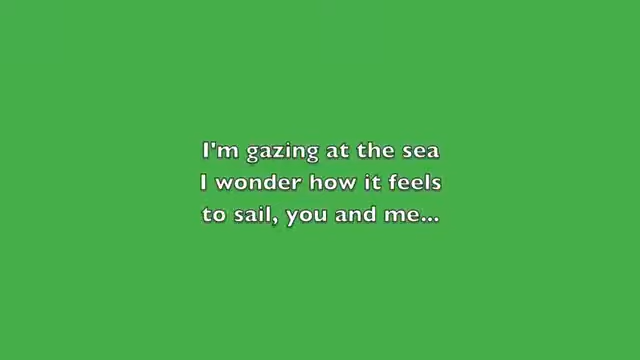 I'm gazing at the sea
I wonder how it feels
to sail, you and me...